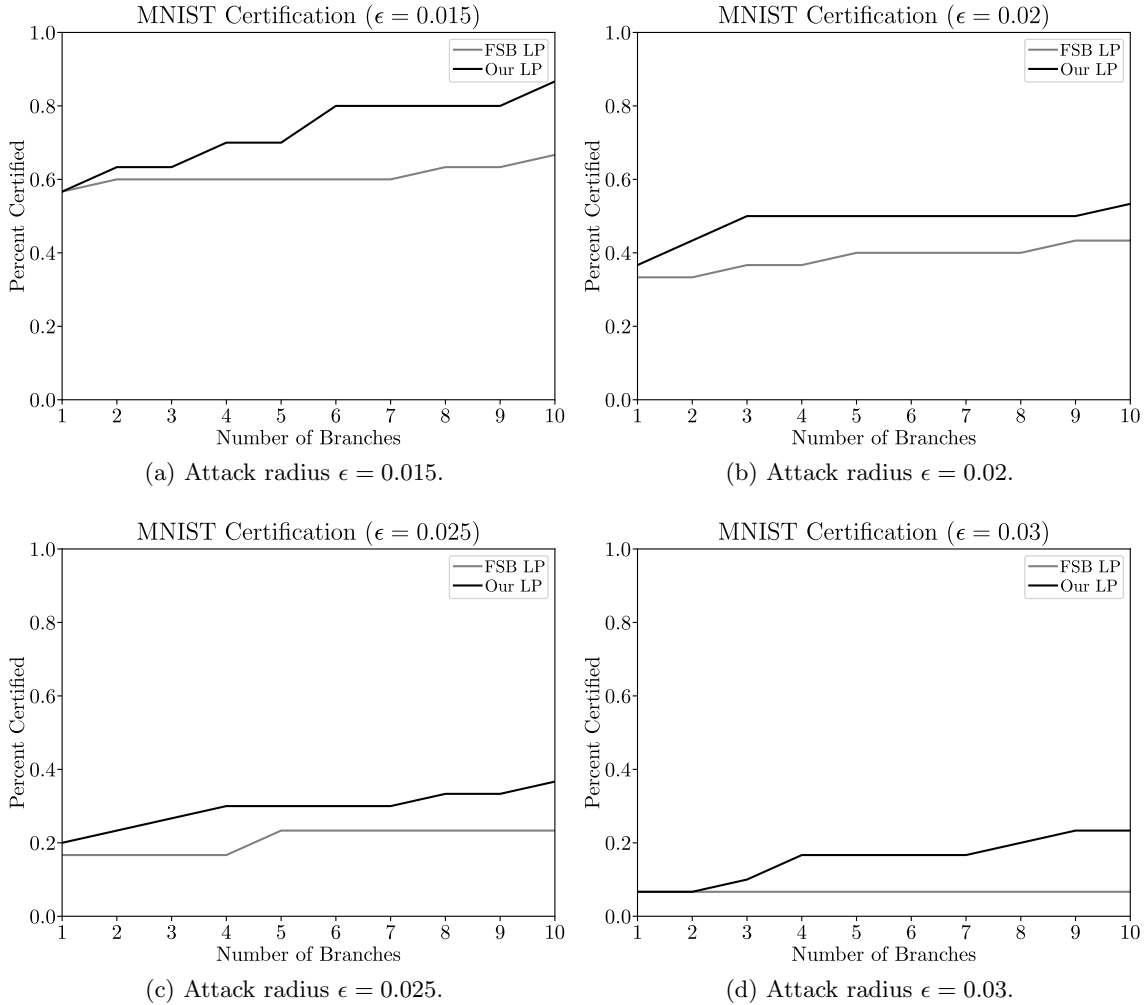 MNIST Certification (ϵ = 0.015)
1.0
0.8
0.6
0.4
0.2
0.0
Percent Certified
FSB LP
Our LP
1 2 3 4 5 6 7 8 9 10
Number of Branches
(a) Attack radius ϵ = 0.015.
MNIST Certification (ϵ = 0.02)
1.0
0.8
0.6
0.4
0.2
0.0
Percent Certified
FSB LP
Our LP
1 2 3 4 5 6 7 8 9 10
Number of Branches
(b) Attack radius ϵ = 0.02.
MNIST Certification (ϵ = 0.025)
1.0
0.8
0.6
0.4
0.2
0.0
Percent Certified
FSB LP
Our LP
1 2 3 4 5 6 7 8 9 10
Number of Branches
(c) Attack radius ϵ = 0.025.
MNIST Certification (ϵ = 0.03)
1.0
0.8
0.6
0.4
0.2
0.0
Percent Certified
FSB LP
Our LP
1 2 3 4 5 6 7 8 9 10
Number of Branches
(d) Attack radius ϵ = 0.03.